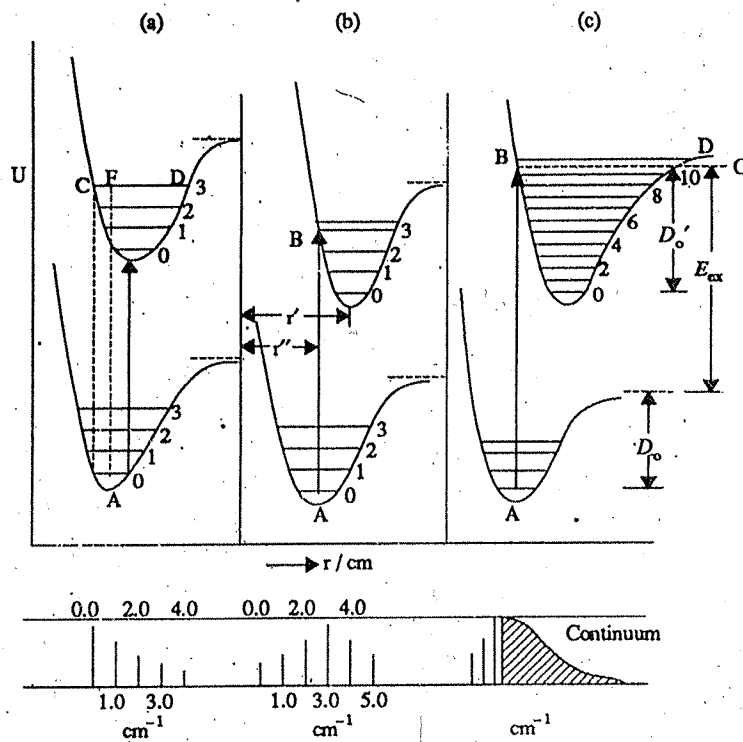 (a) (b) (c)
U
C F D 3
2
1
0
3
2
1
0
A
B
3
2
1
0
r′
r″
3
2
1
0
A
B D
C
10
8
6
4
2
0
D₀′
E_ex
D₀
A
r / cm
0.0 2.0 4.0 0.0 2.0 4.0
Continuum
1.0 3.0 1.0 3.0 5.0
cm⁻¹ cm⁻¹ cm⁻¹